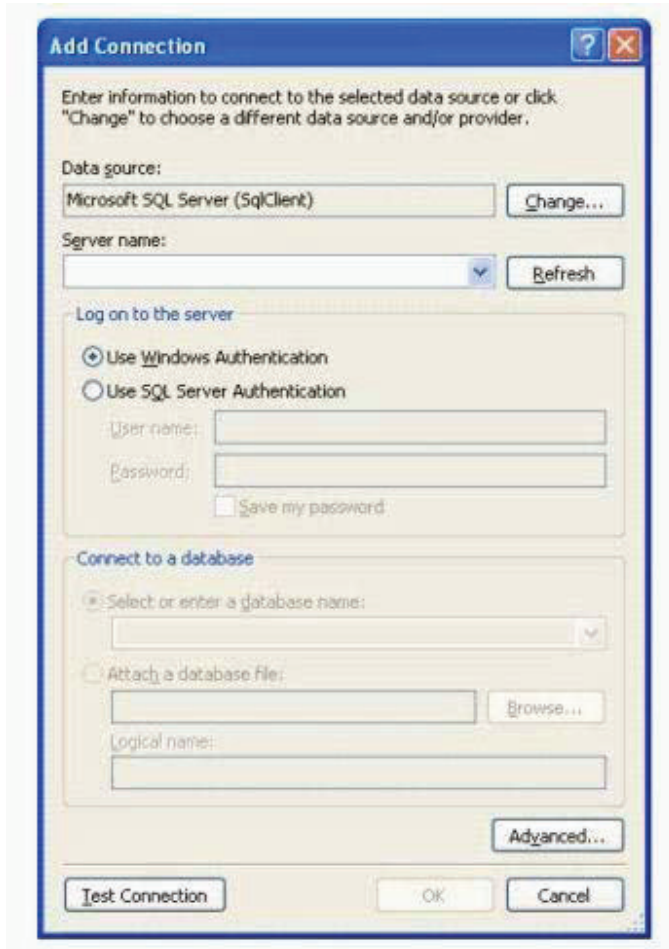 Add Connection
Enter information to connect to the selected data source or click
"Change" to choose a different data source and/or provider.
Data source:
Microsoft SQL Server (SqlClient)
Change...
Server name:
Refresh
Log on to the server
Use Windows Authentication
Use SQL Server Authentication
User name:
Password:
Save my password
Connect to a database
Select or enter a database name:
Attach a database file:
Browse...
Logical name:
Advanced...
Test Connection
OK
Cancel